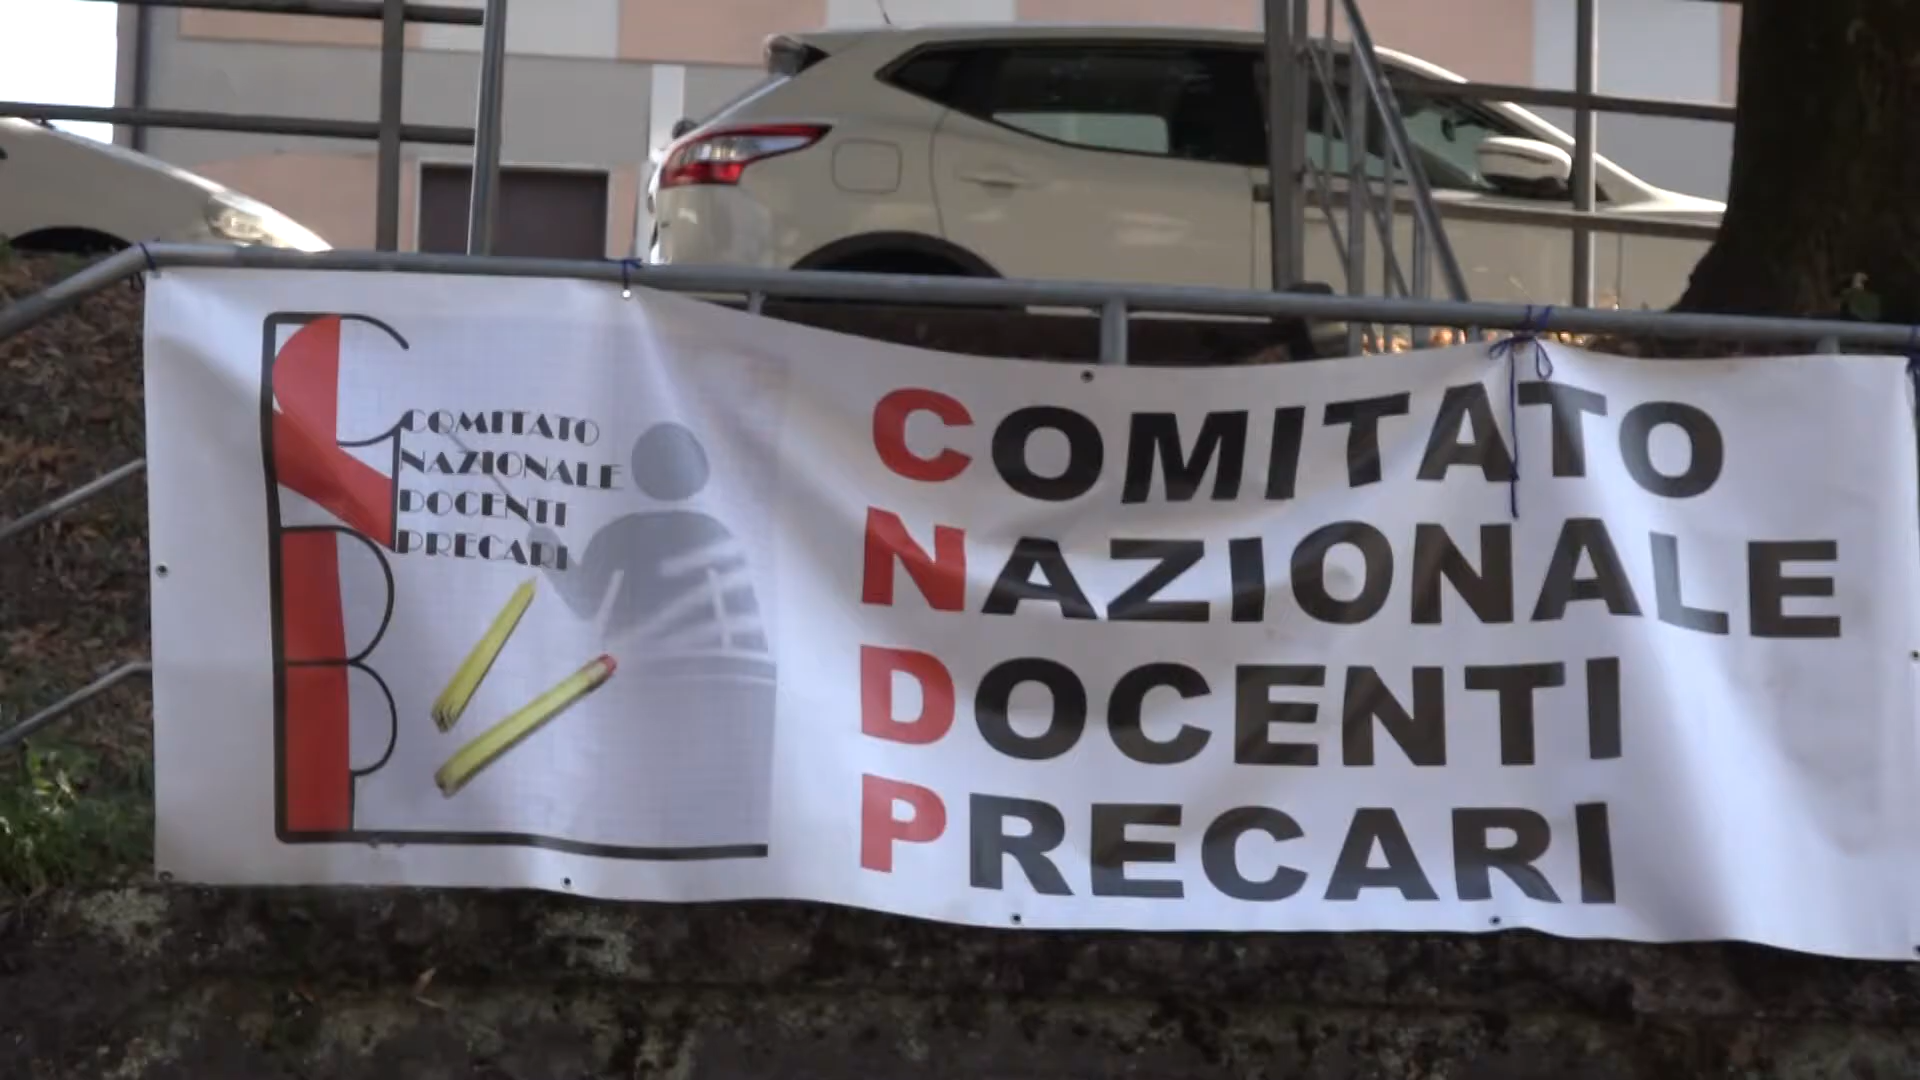 COMITATO
NAZIONALE
DOCENTI
PRECARI
COMITATO
NAZIONALE
DOCENTI
PRECARI